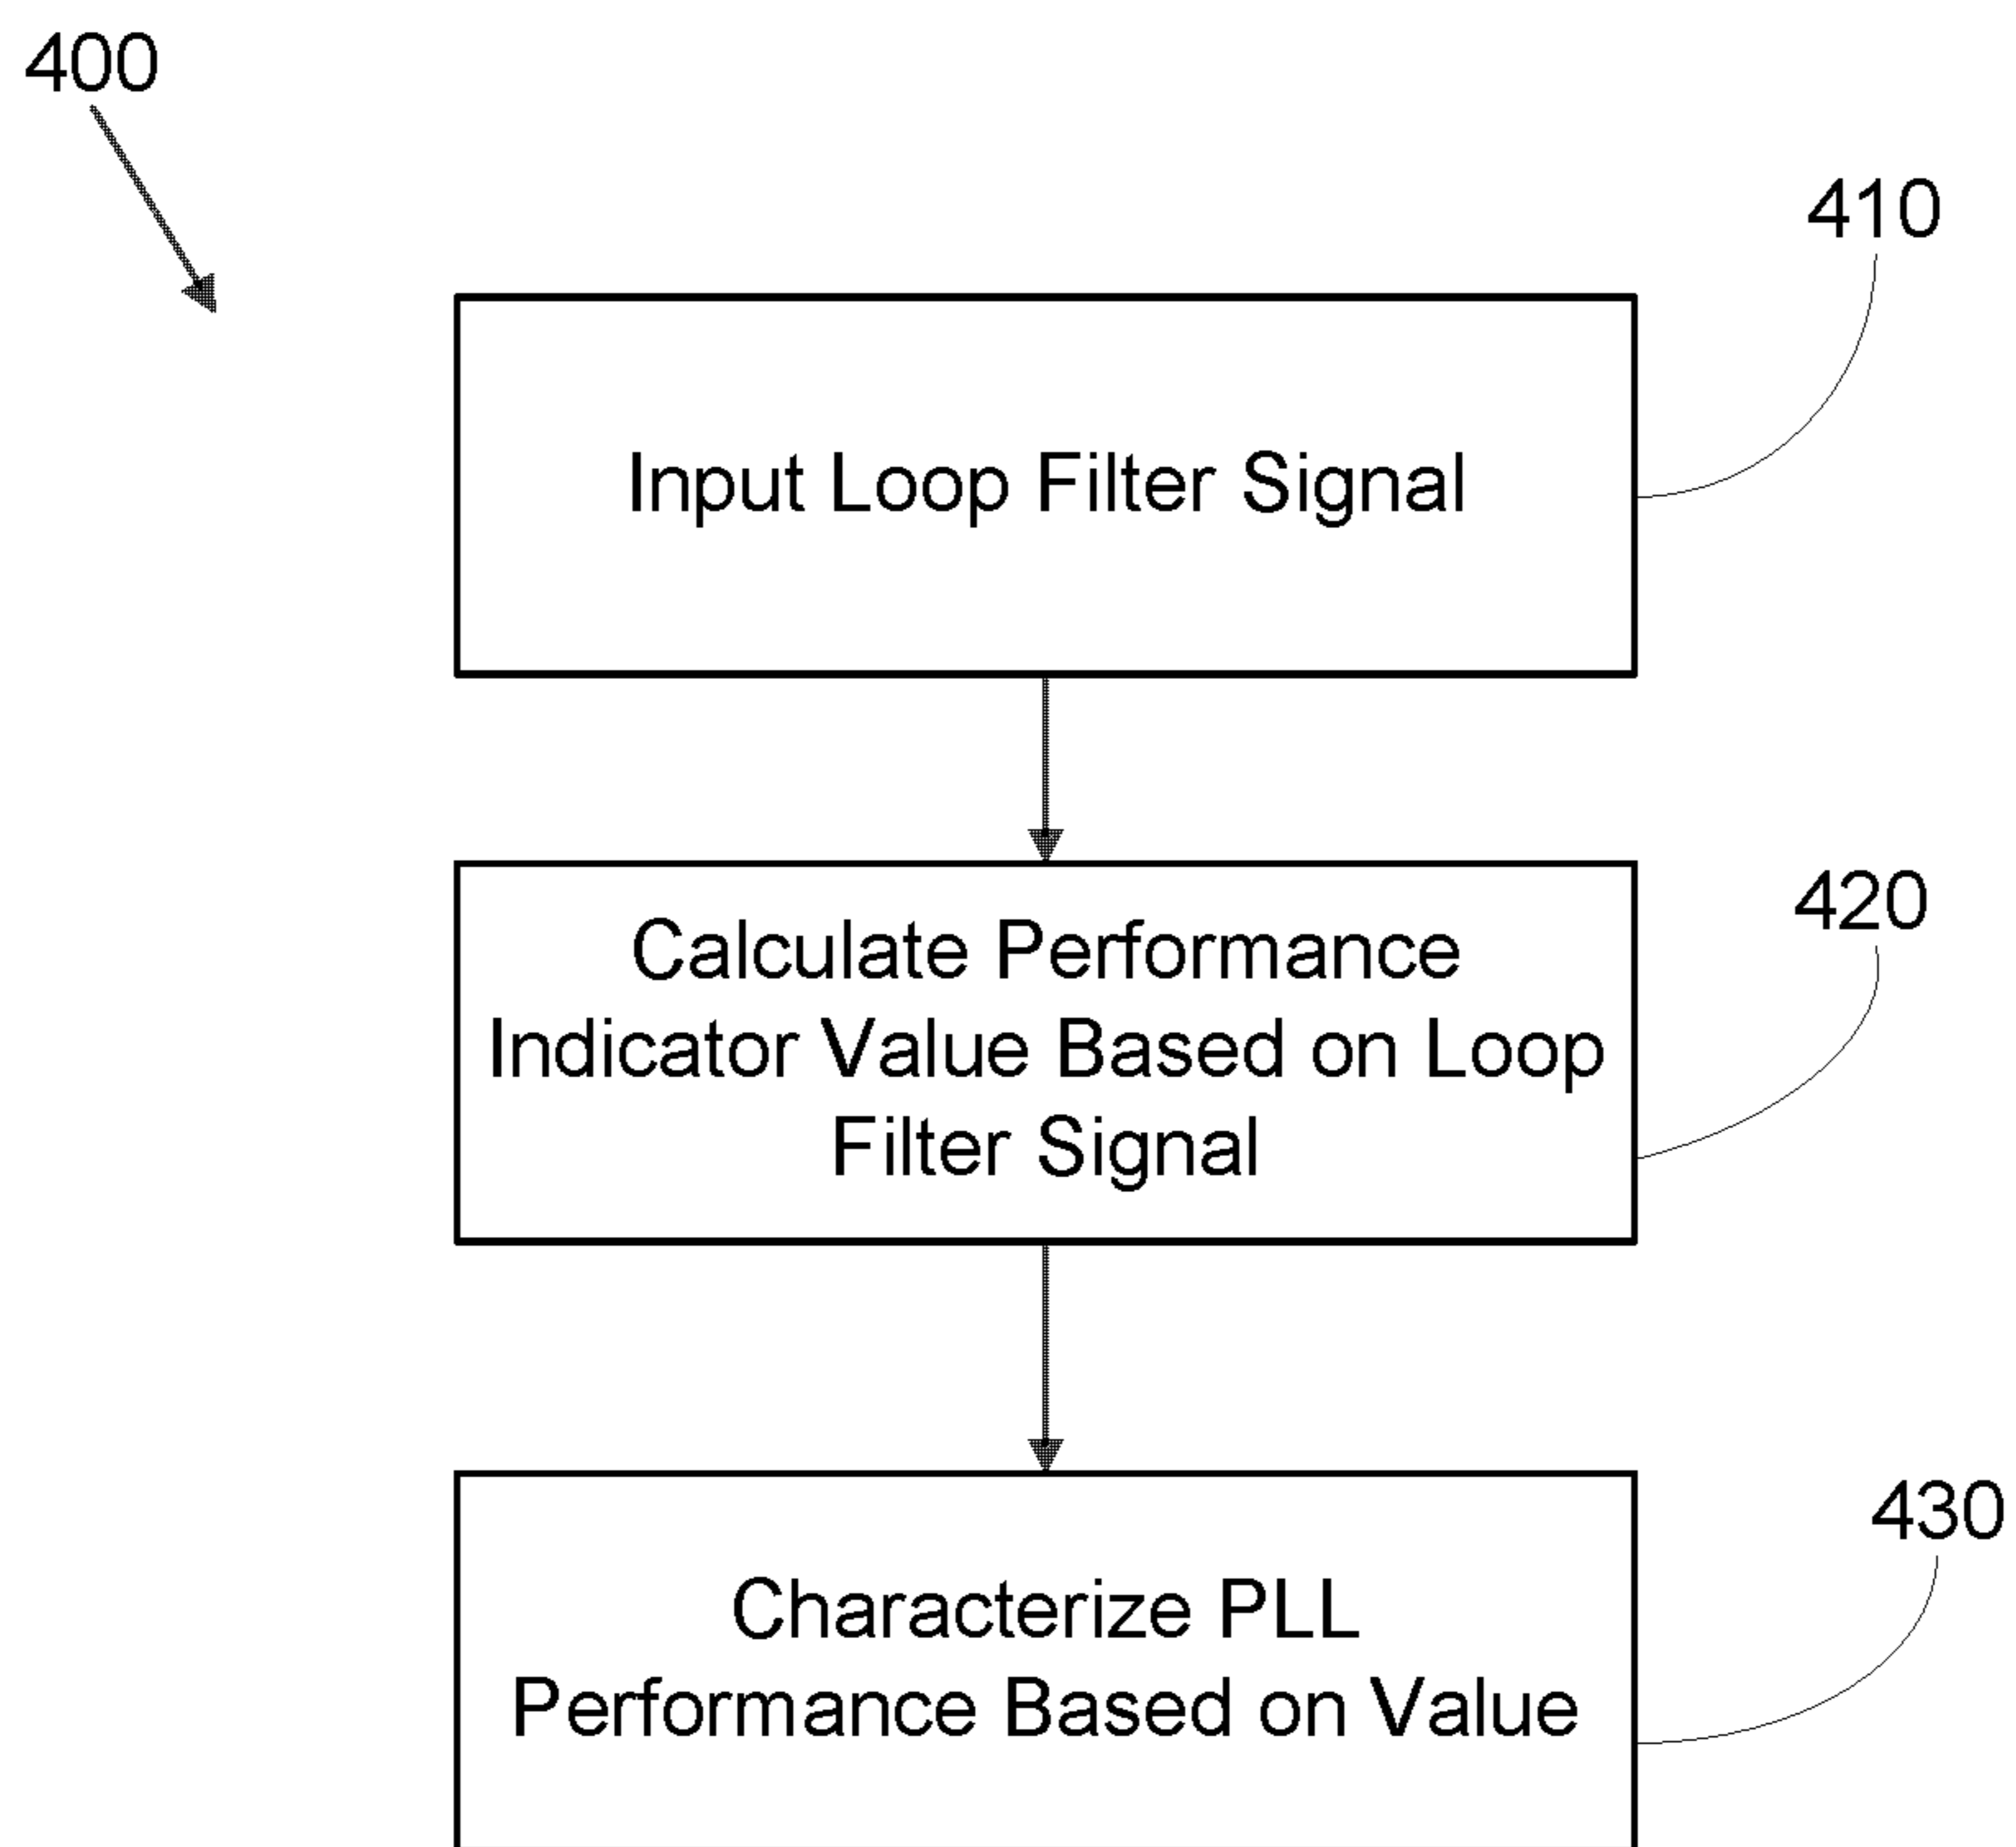 400
410
Input Loop Filter Signal
420
Calculate Performance
Indicator Value Based on Loop
Filter Signal
430
Characterize PLL
Performance Based on Value